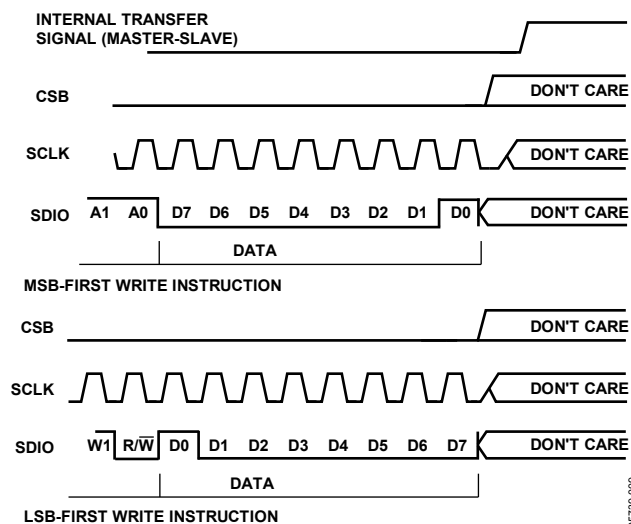 INTERNAL TRANSFER
SIGNAL (MASTER-SLAVE)
CSB DON'T CARE
SCLK DON'T CARE
SDIO A1 A0 D7 D6 D5 D4 D3 D2 D1 D0 DON'T CARE
DATA
MSB-FIRST WRITE INSTRUCTION
CSB DON'T CARE
SCLK DON'T CARE
SDIO W1 R/W̅ D0 D1 D2 D3 D4 D5 D6 D7 DON'T CARE
DATA
LSB-FIRST WRITE INSTRUCTION